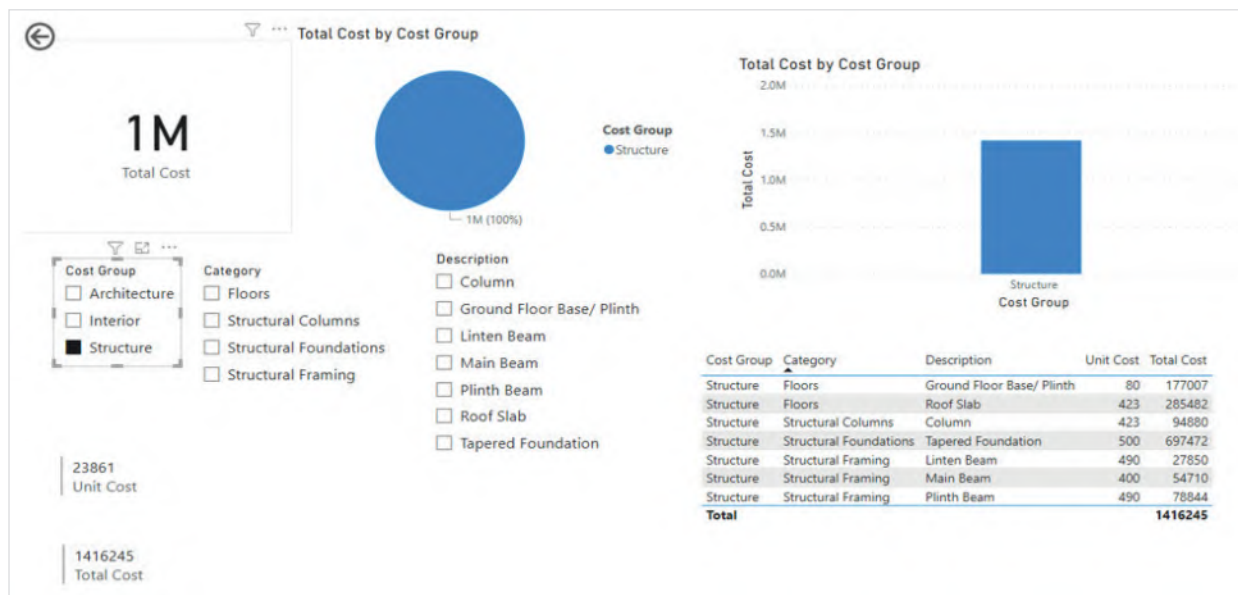 Total Cost by Cost Group
1M
Total Cost
Cost Group
Structure
1M (100%)
Total Cost by Cost Group
2.0M
1.5M
1.0M
0.5M
0.0M
Total Cost
Structure
Cost Group
Cost Group
Architecture
Interior
Structure
Category
Floors
Structural Columns
Structural Foundations
Structural Framing
Description
Column
Ground Floor Base/ Plinth
Linten Beam
Main Beam
Plinth Beam
Roof Slab
Tapered Foundation
Cost Group Category Description Unit Cost Total Cost
Structure Floors Ground Floor Base/ Plinth 80 177007
Structure Floors Roof Slab 423 285482
Structure Structural Columns Column 423 94880
Structure Structural Foundations Tapered Foundation 500 697472
Structure Structural Framing Linten Beam 490 27850
Structure Structural Framing Main Beam 400 54710
Structure Structural Framing Plinth Beam 490 78844
Total 1416245
23861
Unit Cost
1416245
Total Cost